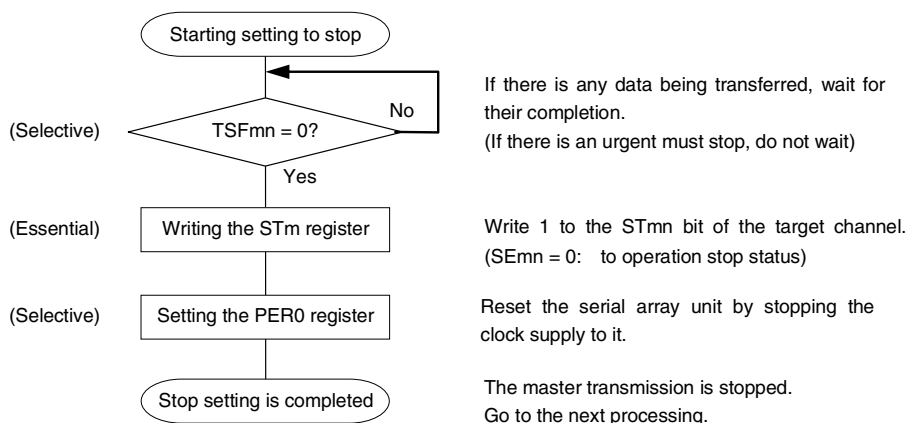 Starting setting to stop
If there is any data being transferred, wait for
their completion.
(If there is an urgent must stop, do not wait)
No
(Selective)
TSFmn = 0?
Yes
(Essential)
Writing the STm register
Write 1 to the STmn bit of the target channel.
(SEmn = 0: to operation stop status)
(Selective)
Setting the PER0 register
Reset the serial array unit by stopping the
clock supply to it.
Stop setting is completed
The master transmission is stopped.
Go to the next processing.